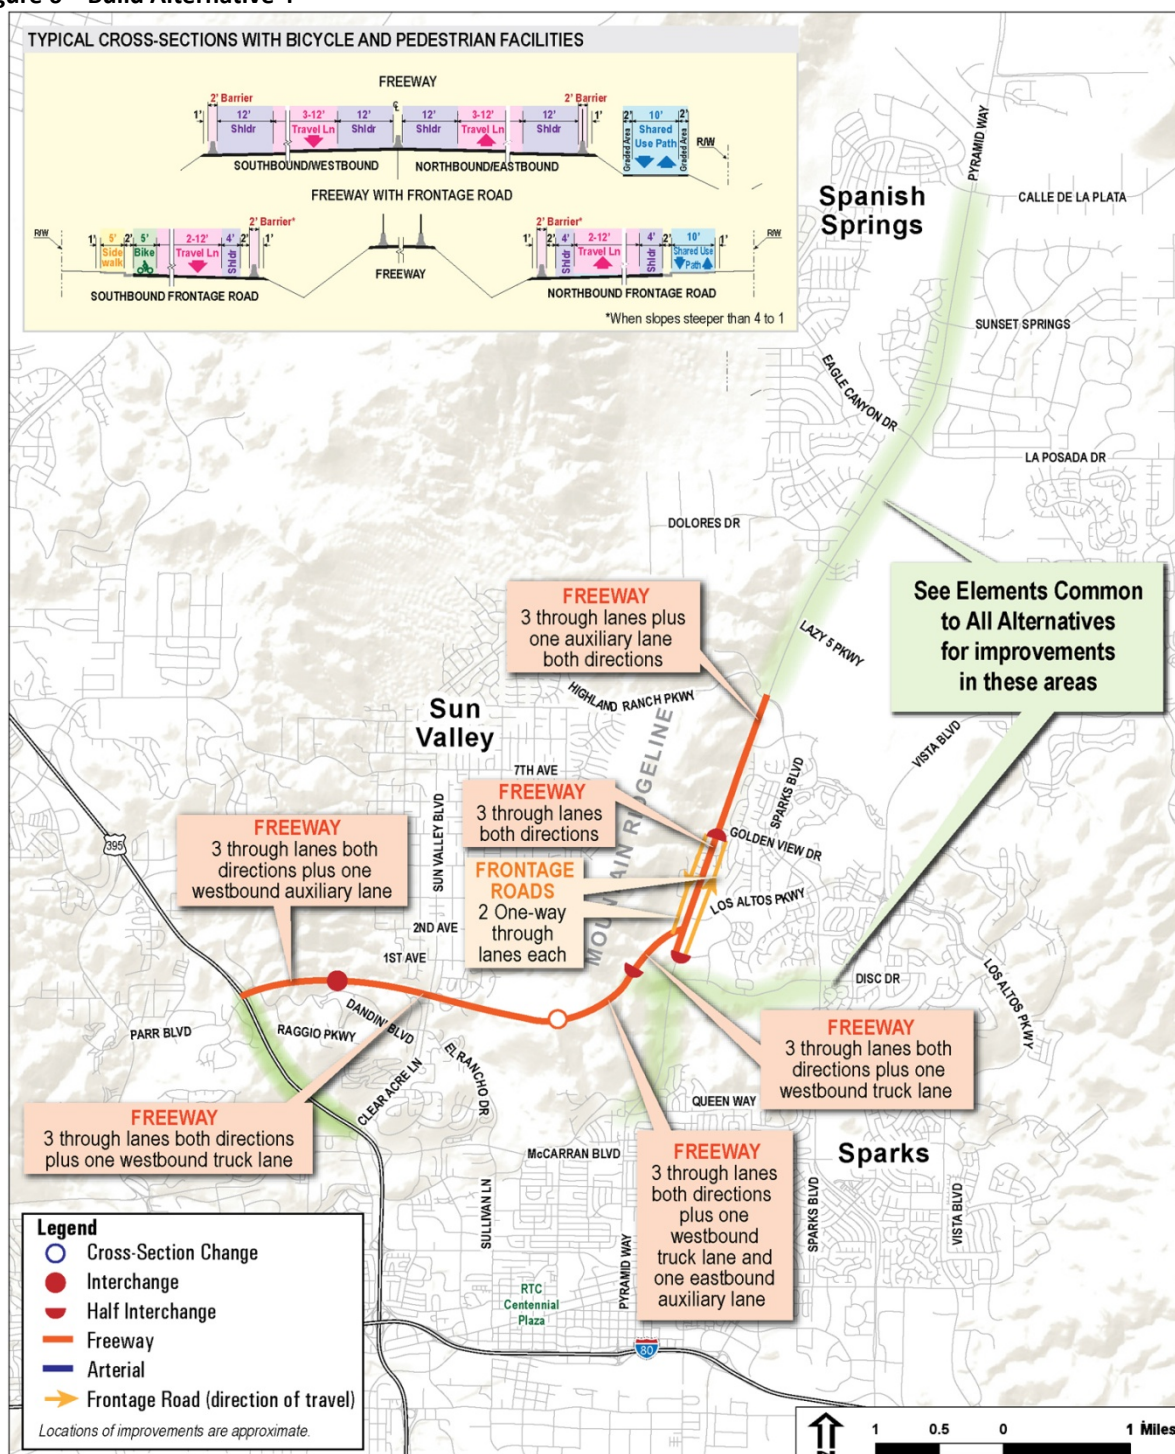 TYPICAL CROSS-SECTIONS WITH BICYCLE AND PEDESTRIAN FACILITIES
FREEWAY
2' Barrier
2' Barrier
1'
12'
3-12'
12'
12'
3-12'
12'
1'
2'
10'
2'
Shldr
Travel Ln
Shldr
Shldr
Travel Ln
Shldr
Graded Area
Shared
Use Path
Graded Area
R/W
SOUTHBOUND/WESTBOUND
NORTHBOUND/EASTBOUND
FREEWAY WITH FRONTAGE ROAD
2' Barrier*
2' Barrier*
R/W
1'
5'
2'
5'
2-12'
4'
2'
1'
1'
2'
4'
2-12'
4'
2'
10'
1'
R/W
Side
walk
Bike
Travel Ln
Shldr
Shldr
Travel Ln
Shldr
Shared Use
Path
FREEWAY
SOUTHBOUND FRONTAGE ROAD
NORTHBOUND FRONTAGE ROAD
*When slopes steeper than 4 to 1
PYRAMID WAY
Spanish
Springs
CALLE DE LA PLATA
SUNSET SPRINGS
EAGLE CANYON DR
LA POSADA DR
DOLORES DR
See Elements Common
to All Alternatives
for improvements
in these areas
FREEWAY
3 through lanes plus
one auxiliary lane
both directions
LAZY 5 PKWY
HIGHLAND RANCH PKWY
Sun
Valley
VISTA BLVD
7TH AVE
MOUNTAIN RIDGELINE
SPARKS BLVD
SUN VALLEY BLVD
FREEWAY
3 through lanes
both directions
GOLDEN VIEW DR
395
FREEWAY
3 through lanes both
directions plus one
westbound auxiliary lane
FRONTAGE
ROADS
2 One-way
through
lanes each
LOS ALTOS PKWY
2ND AVE
1ST AVE
DISC DR
LOS ALTOS PKWY
PARR BLVD
RAGGIO PKWY
DANDIN' BLVD
CLEAR ACRE LN
EL RANCHO DR
FREEWAY
3 through lanes both
directions plus one
westbound truck lane
QUEEN WAY
FREEWAY
3 through lanes both directions
plus one westbound truck lane
McCARRAN BLVD
FREEWAY
3 through lanes
both directions
plus one
westbound
truck lane and
one eastbound
auxiliary lane
Sparks
SULLIVAN LN
PYRAMID WAY
SPARKS BLVD
VISTA BLVD
RTC
Centennial
Plaza
80
Legend
Cross-Section Change
Interchange
Half Interchange
Freeway
Arterial
Frontage Road (direction of travel)
Locations of improvements are approximate.
1
0.5
0
1 Miles